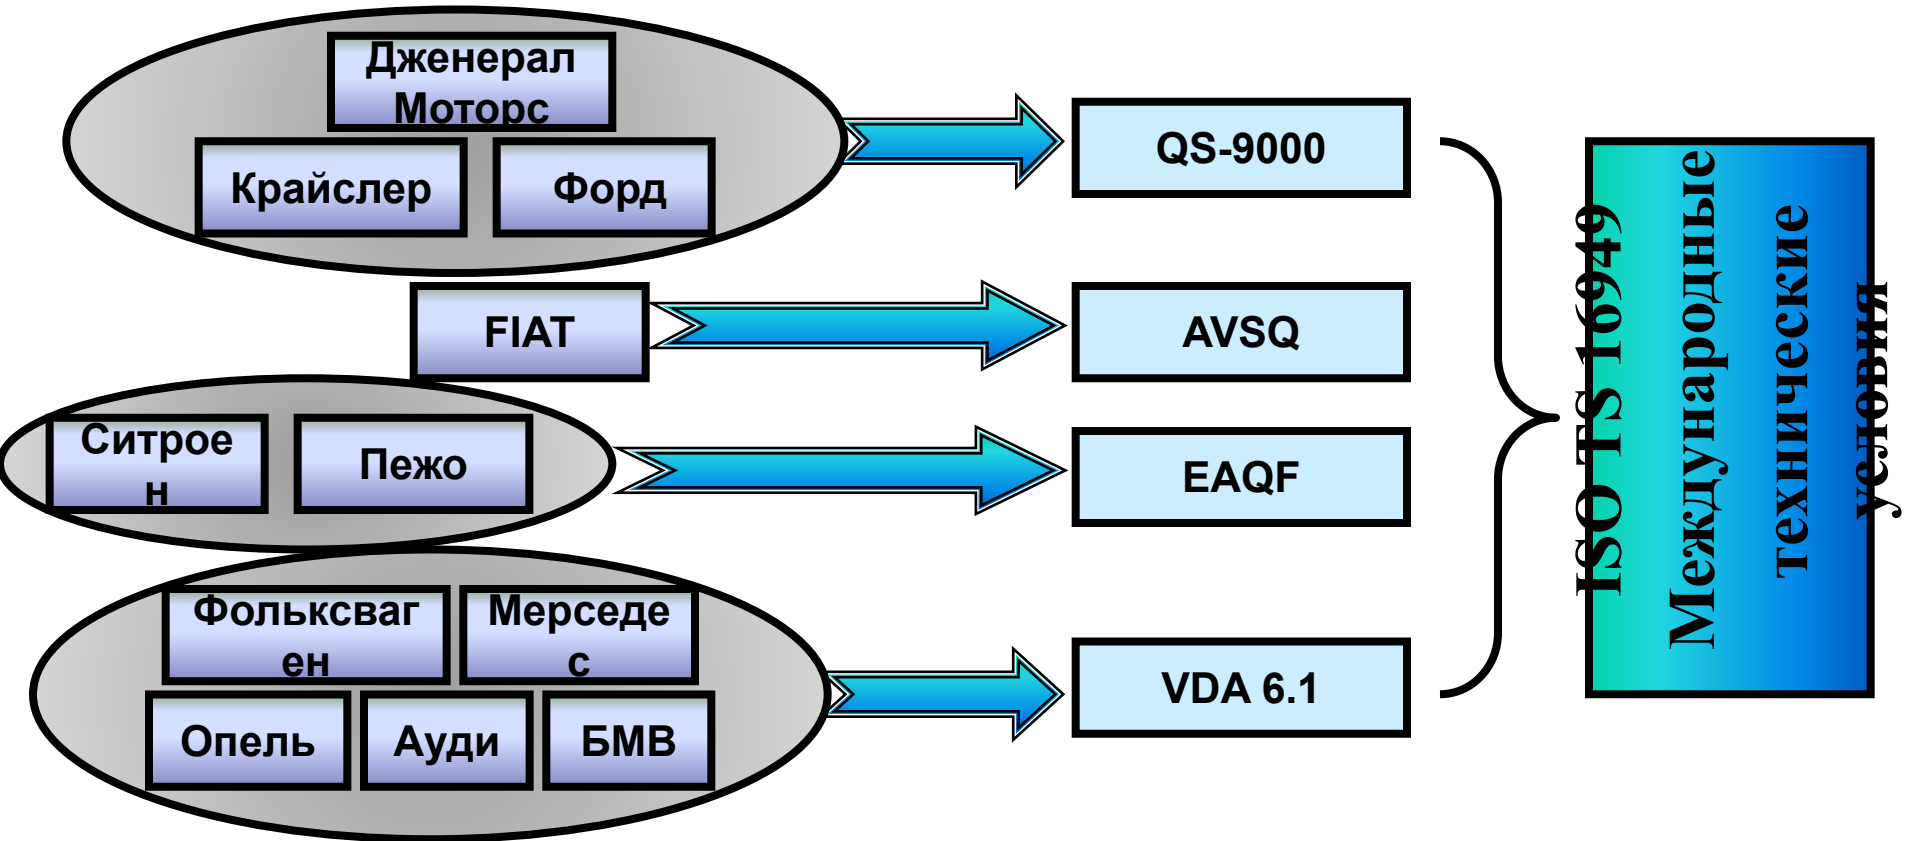 Дженерал
Моторс
Крайслер
Форд
QS-9000
FIAT
AVSQ
Ситрое
н
Пежо
EAQF
Фольксваг
ен
Мерседе
с
Опель
Ауди
БМВ
VDA 6.1
ISO TS 16949
Международные
технические
условия